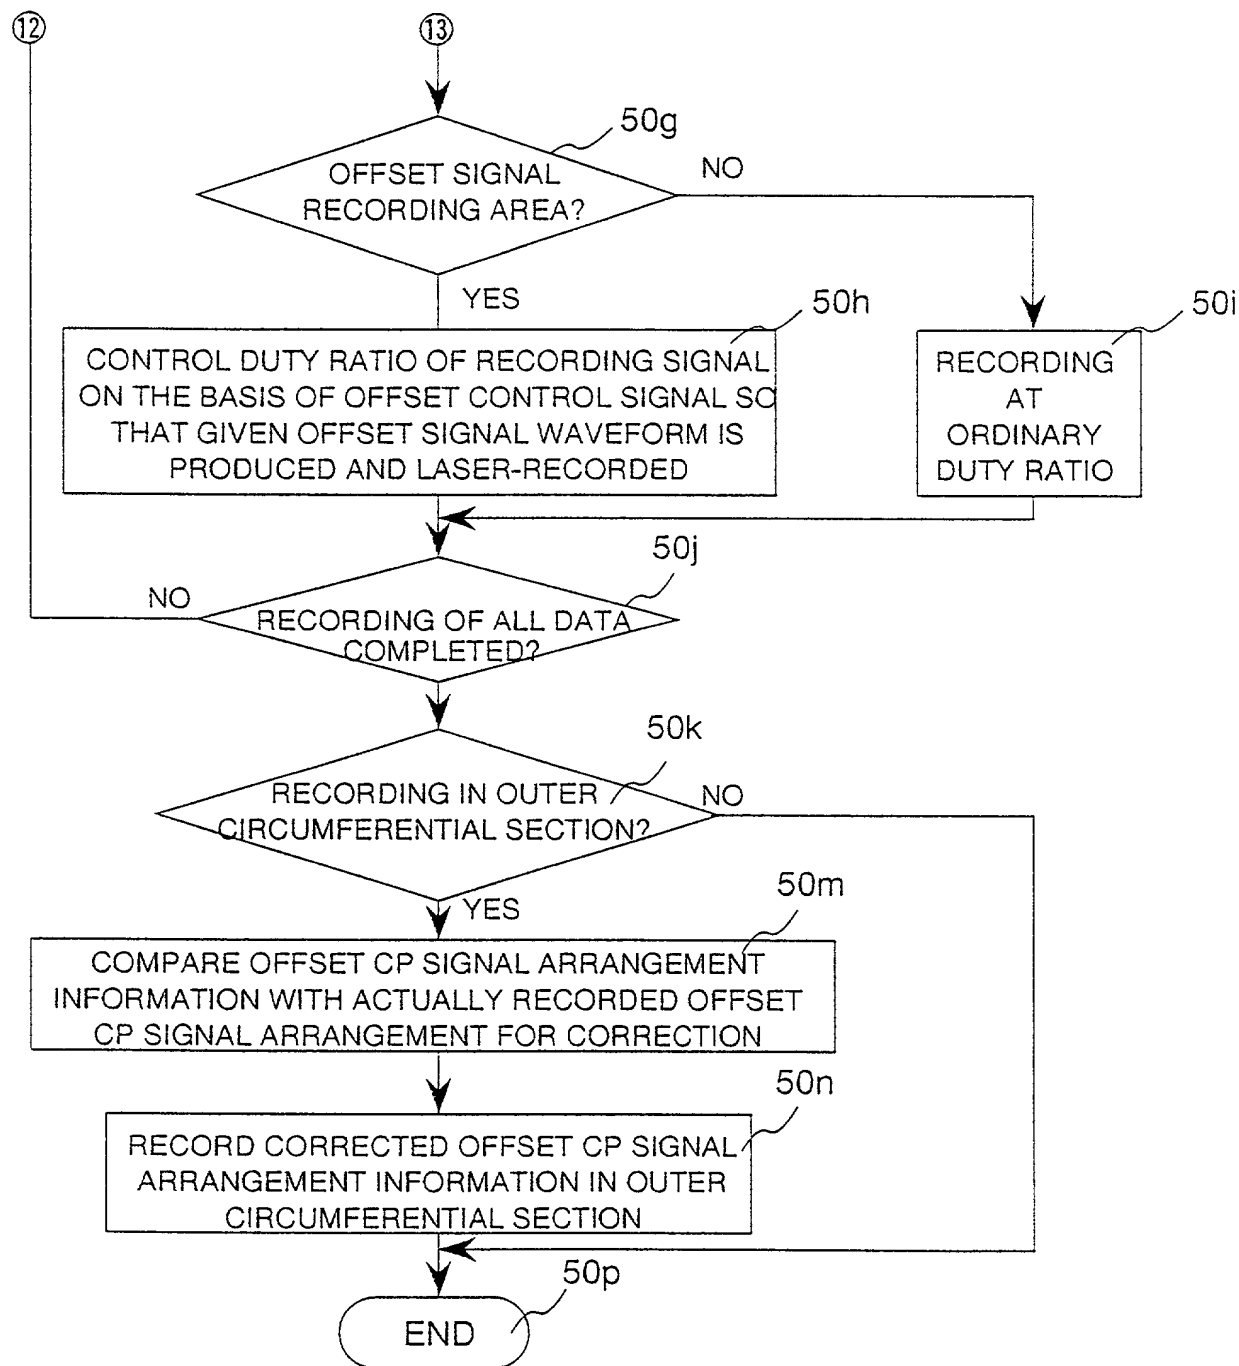 ⑫
⑬
50g
OFFSET SIGNAL
RECORDING AREA?
NO
YES
50h
50i
CONTROL DUTY RATIO OF RECORDING SIGNAL
ON THE BASIS OF OFFSET CONTROL SIGNAL SO
THAT GIVEN OFFSET SIGNAL WAVEFORM IS
PRODUCED AND LASER-RECORDED
RECORDING
AT
ORDINARY
DUTY RATIO
50j
NO
RECORDING OF ALL DATA
COMPLETED?
50k
RECORDING IN OUTER
CIRCUMFERENTIAL SECTION?
NO
YES
50m
COMPARE OFFSET CP SIGNAL ARRANGEMENT
INFORMATION WITH ACTUALLY RECORDED OFFSET
CP SIGNAL ARRANGEMENT FOR CORRECTION
50n
RECORD CORRECTED OFFSET CP SIGNAL
ARRANGEMENT INFORMATION IN OUTER
CIRCUMFERENTIAL SECTION
50p
END